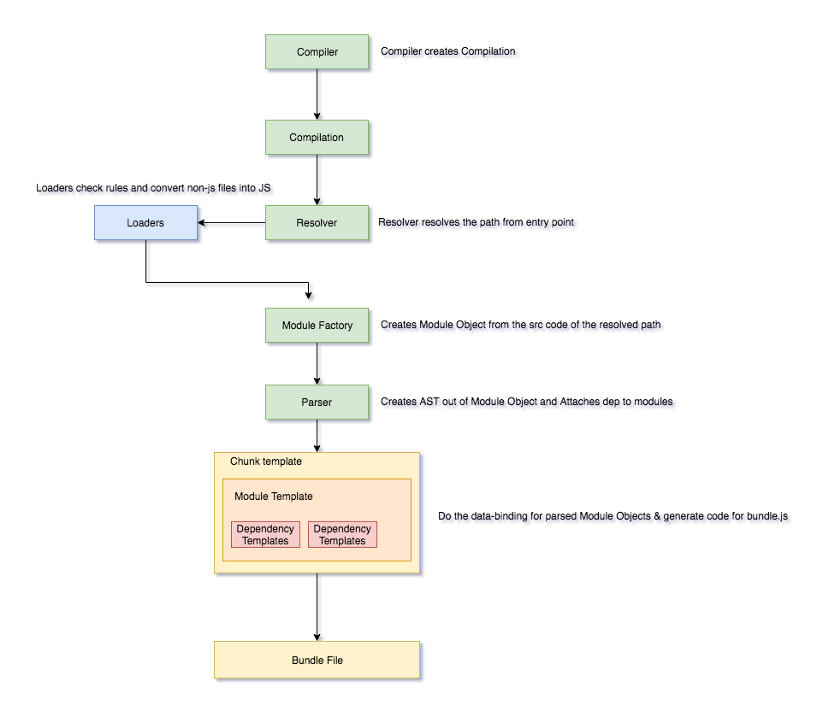 Compiler
Compiler creates Compilation
Compilation
Loaders check rules and convert non-js files into JS
Loaders
Resolver
Resolver resolves the path from entry point
Module Factory
Creates Module Object from the src code of the resolved path
Parser
Creates AST out of Module Object and Attaches dep to modules
Chunk template
Module Template
Dependency
Templates
Dependency
Templates
Do the data-binding for parsed Module Objects & generate code for bundle.js
Bundle File